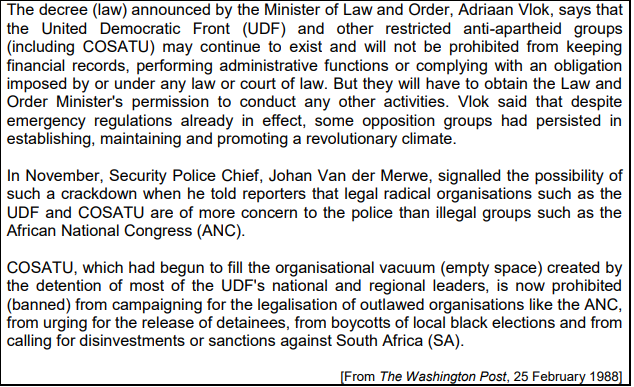 The decree (law) announced by the Minister of Law and Order, Adriaan Vlok, says that
the United Democratic Front (UDF) and other restricted anti-apartheid groups
(including COSATU) may continue to exist and will not be prohibited from keeping
financial records, performing administrative functions or complying with an obligation
imposed by or under any law or court of law. But they will have to obtain the Law and
Order Minister's permission to conduct any other activities. Vlok said that despite
emergency regulations already in effect, some opposition groups had persisted in
establishing, maintaining and promoting a revolutionary climate.
In November, Security Police Chief, Johan Van der Merwe, signalled the possibility of
such a crackdown when he told reporters that legal radical organisations such as the
UDF and COSATU are of more concern to the police than illegal groups such as the
African National Congress (ANC).
COSATU, which had begun to fill the organisational vacuum (empty space) created by
the detention of most of the UDF's national and regional leaders, is now prohibited
(banned) from campaigning for the legalisation of outlawed organisations like the ANC,
from urging for the release of detainees, from boycotts of local black elections and from
calling for disinvestments or sanctions against South Africa (SA).
[From The Washington Post, 25 February 1988]